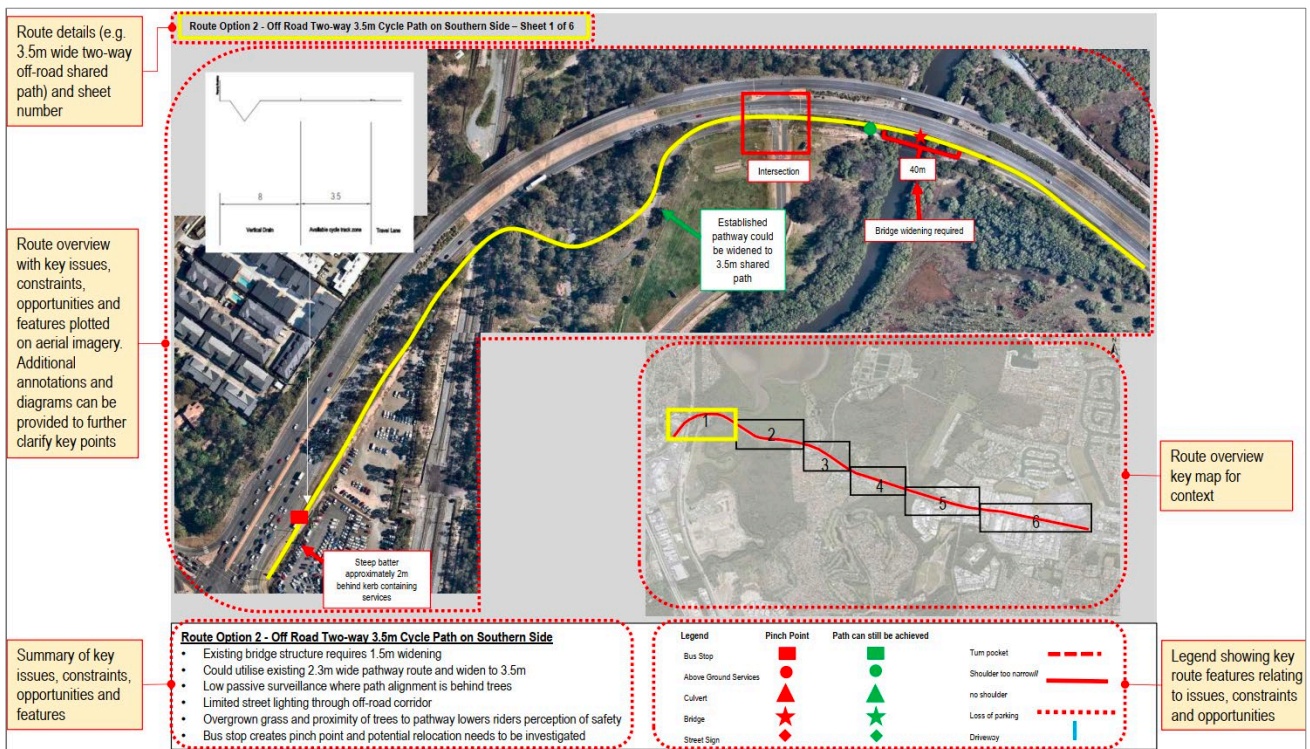 Route details (e.g.
3.5m wide two-way
off-road shared
path) and sheet
number
Route Option 2 - Off Road Two-way 3.5m Cycle Path on Southern Side – Sheet 1 of 6
8
3.5
Vertical Drain
Available cycle track zone
Travel Lane
Intersection
40m
Bridge widening required
Established
pathway could
be widened to
3.5m shared
path
Route overview
with key issues,
constraints,
opportunities and
features plotted
on aerial imagery.
Additional
annotations and
diagrams can be
provided to further
clarify key points
Steep batter
approximately 2m
behind kerb containing
services
1
2
3
4
5
6
Route overview
key map for
context
Summary of key
issues, constraints,
opportunities and
features
Route Option 2 - Off Road Two-way 3.5m Cycle Path on Southern Side
• Existing bridge structure requires 1.5m widening
• Could utilise existing 2.3m wide pathway route and widen to 3.5m
• Low passive surveillance where path alignment is behind trees
• Limited street lighting through off-road corridor
• Overgrown grass and proximity of trees to pathway lowers riders perception of safety
• Bus stop creates pinch point and potential relocation needs to be investigated
Legend Pinch Point Path can still be achieved
Bus Stop
Above Ground Services
Culvert
Bridge
Street Sign
Turn pocket
Shoulder too narrow/
no shoulder
Loss of parking
Driveway
Legend showing key
route features relating
to issues, constraints
and opportunities